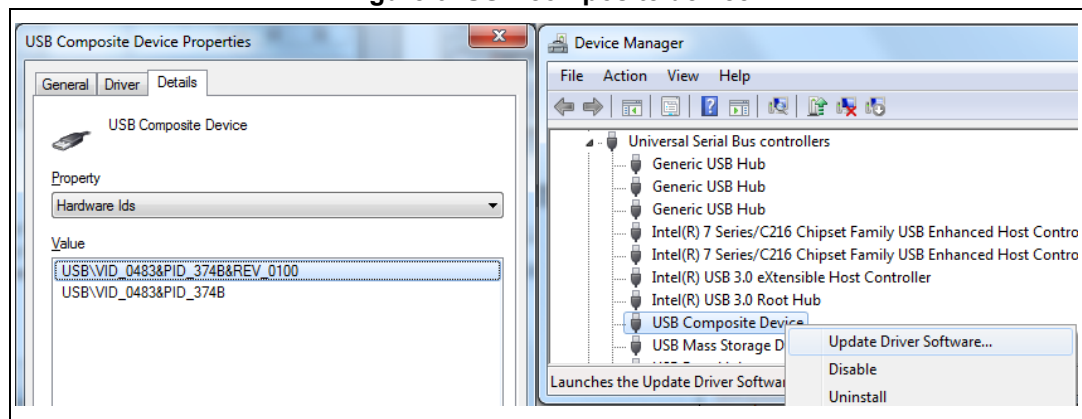 USB Composite Device Properties
General Driver Details
USB Composite Device
Property
Hardware Ids
Value
USB\VID_0483&PID_374B&REV_0100
USB\VID_0483&PID_374B
Device Manager
File Action View Help
Universal Serial Bus controllers
Generic USB Hub
Generic USB Hub
Generic USB Hub
Intel(R) 7 Series/C216 Chipset Family USB Enhanced Host Contro
Intel(R) 7 Series/C216 Chipset Family USB Enhanced Host Contro
Intel(R) USB 3.0 eXtensible Host Controller
Intel(R) USB 3.0 Root Hub
USB Composite Device
USB Mass Storage D
Update Driver Software...
Disable
Uninstall
Launches the Update Driver Softwar